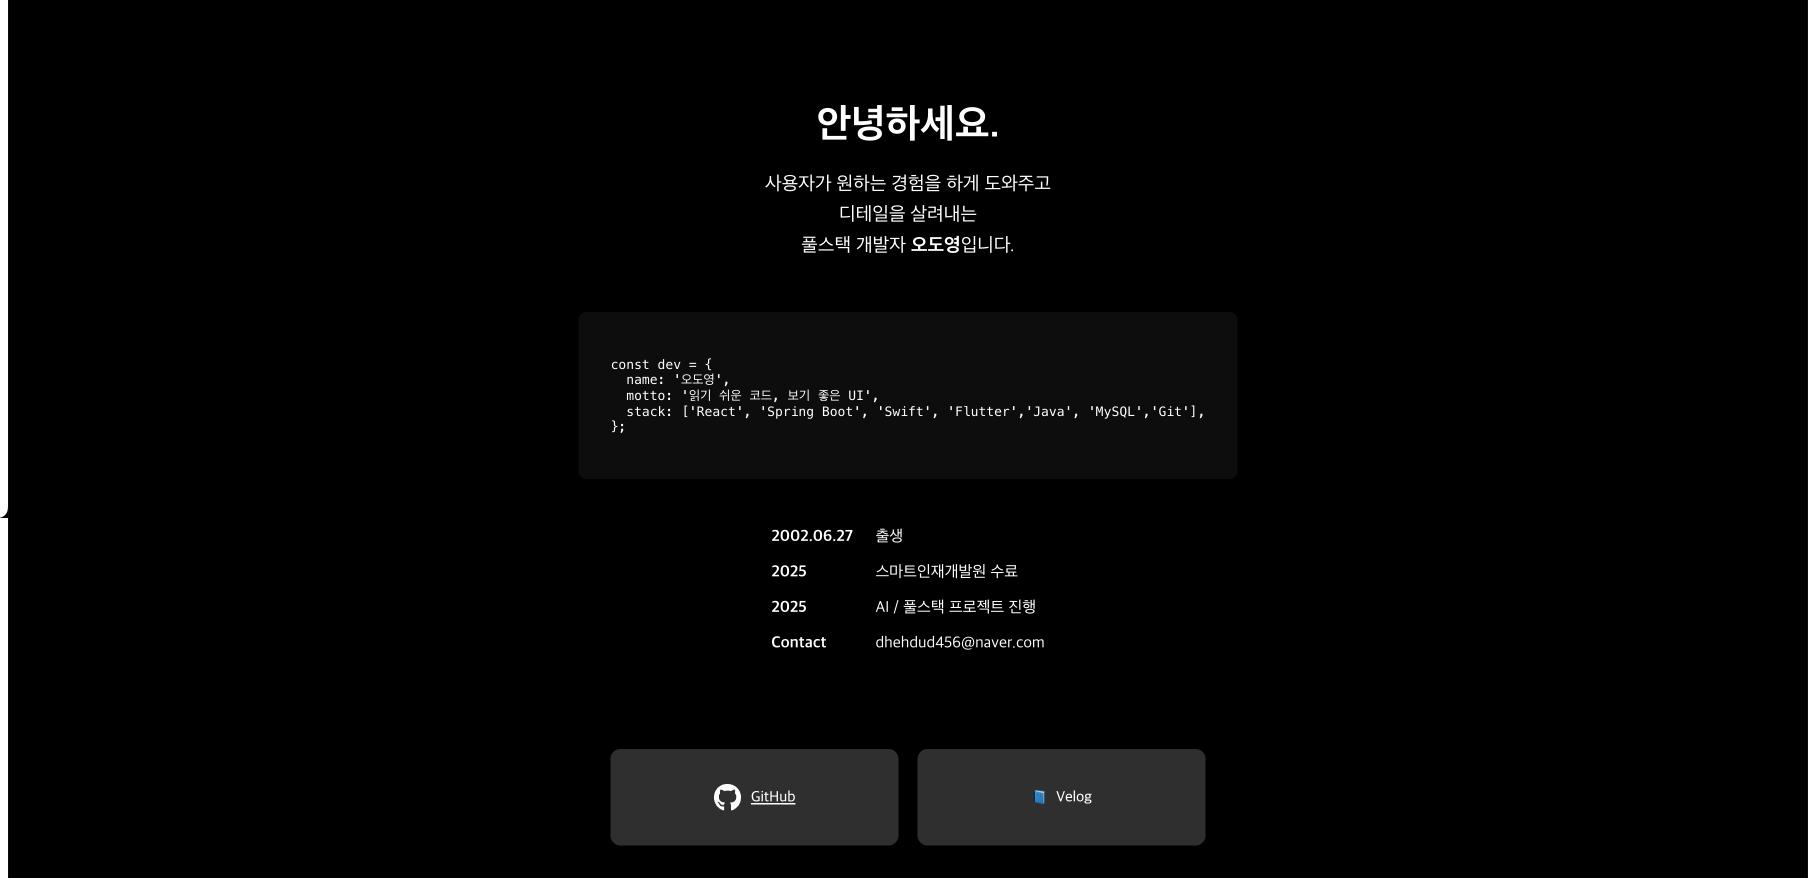 안녕하세요.
사용자가 원하는 경험을 하게 도와주고
디테일을 살려내는
풀스택 개발자 오도영입니다.
const dev = {
  name: '오도영',
  motto: '읽기 쉬운 코드, 보기 좋은 UI',
  stack: ['React', 'Spring Boot', 'Swift', 'Flutter','Java', 'MySQL','Git'],
};
2002.06.27 출생
2025 스마트인재개발원 수료
2025 AI / 풀스택 프로젝트 진행
Contact dhehdud456@naver.com
GitHub
Velog